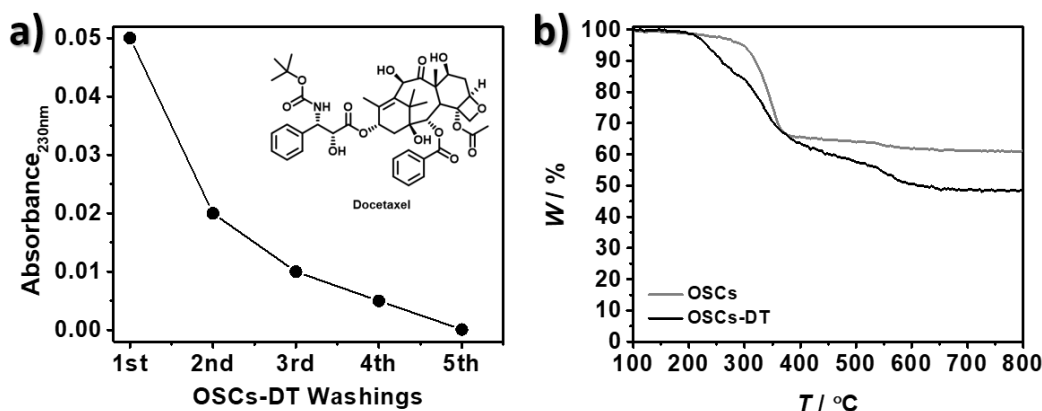 a)
Absorbance230nm
0.05
0.04
0.03
0.02
0.01
0.00
1st 2nd 3rd 4th 5th
OSCs-DT Washings
O
O
NH
O
O
OH
HO
O
HO
H
O
O
O
OH
O
O
Docetaxel
b)
W / %
100
90
80
70
60
50
40
30
20
10
0
OSCs
OSCs-DT
100 200 300 400 500 600 700 800
T / °C